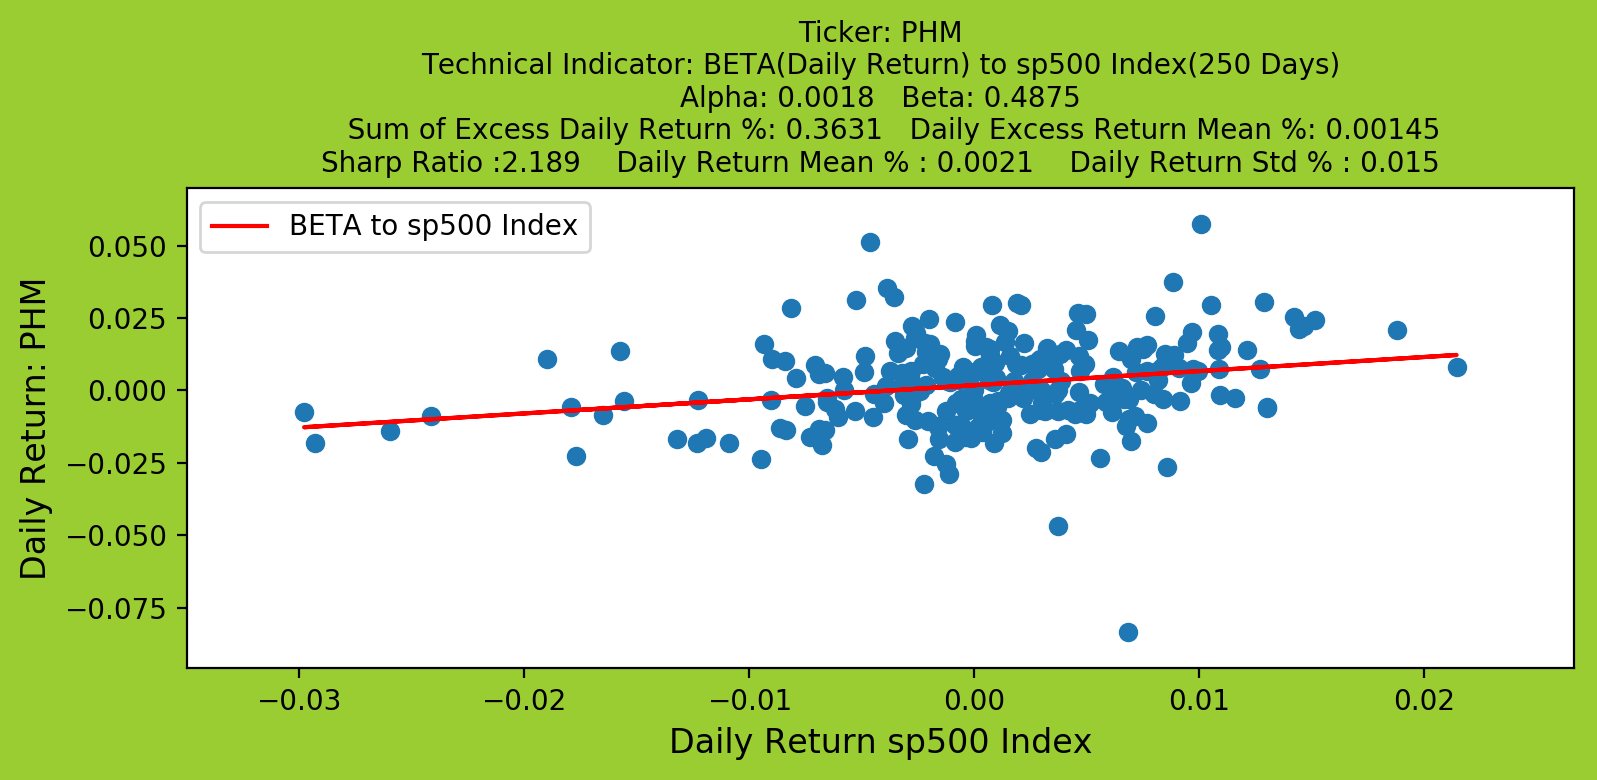 Ticker: PHM
Technical Indicator: BETA(Daily Return) to sp500 Index(250 Days)
Alpha: 0.0018   Beta: 0.4875
Sum of Excess Daily Return %: 0.3631   Daily Excess Return Mean %: 0.00145
Sharp Ratio :2.189    Daily Return Mean % : 0.0021    Daily Return Std % : 0.015
BETA to sp500 Index
Daily Return: PHM
0.050
0.025
0.000
−0.025
−0.050
−0.075
−0.03
−0.02
−0.01
0.00
0.01
0.02
Daily Return sp500 Index